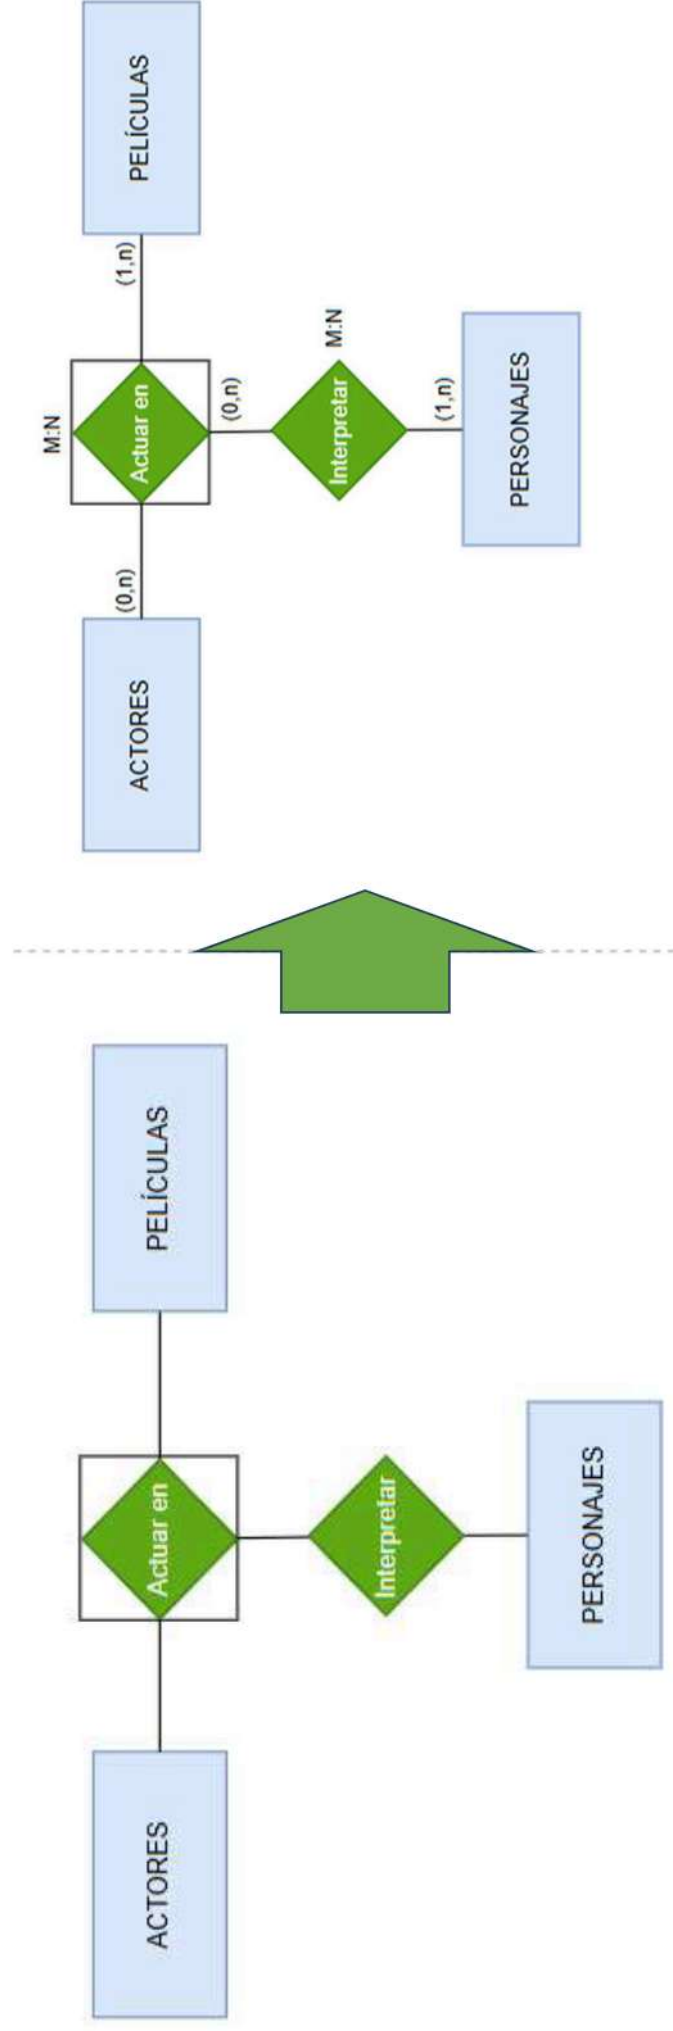 ACTORES
Actuar en
PELÍCULAS
Interpretar
PERSONAJES
M:N
ACTORES
(0,n)
Actuar en
(1,n)
PELÍCULAS
(0,n)
Interpretar
M:N
(1,n)
PERSONAJES